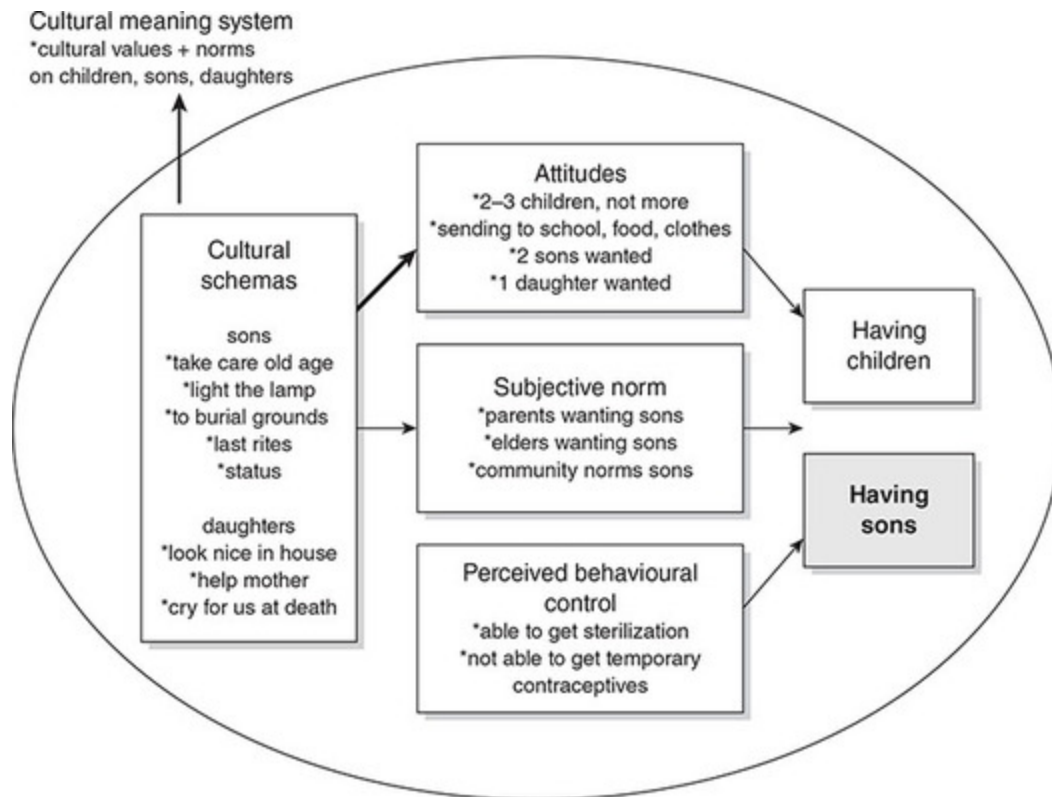 Cultural meaning system
*cultural values + norms
on children, sons, daughters
Cultural
schemas
sons
*take care old age
*light the lamp
*to burial grounds
*last rites
*status
daughters
*look nice in house
*help mother
*cry for us at death
Attitudes
*2–3 children, not more
*sending to school, food, clothes
*2 sons wanted
*1 daughter wanted
Subjective norm
*parents wanting sons
*elders wanting sons
*community norms sons
Perceived behavioural
control
*able to get sterilization
*not able to get temporary
contraceptives
Having
children
Having
sons